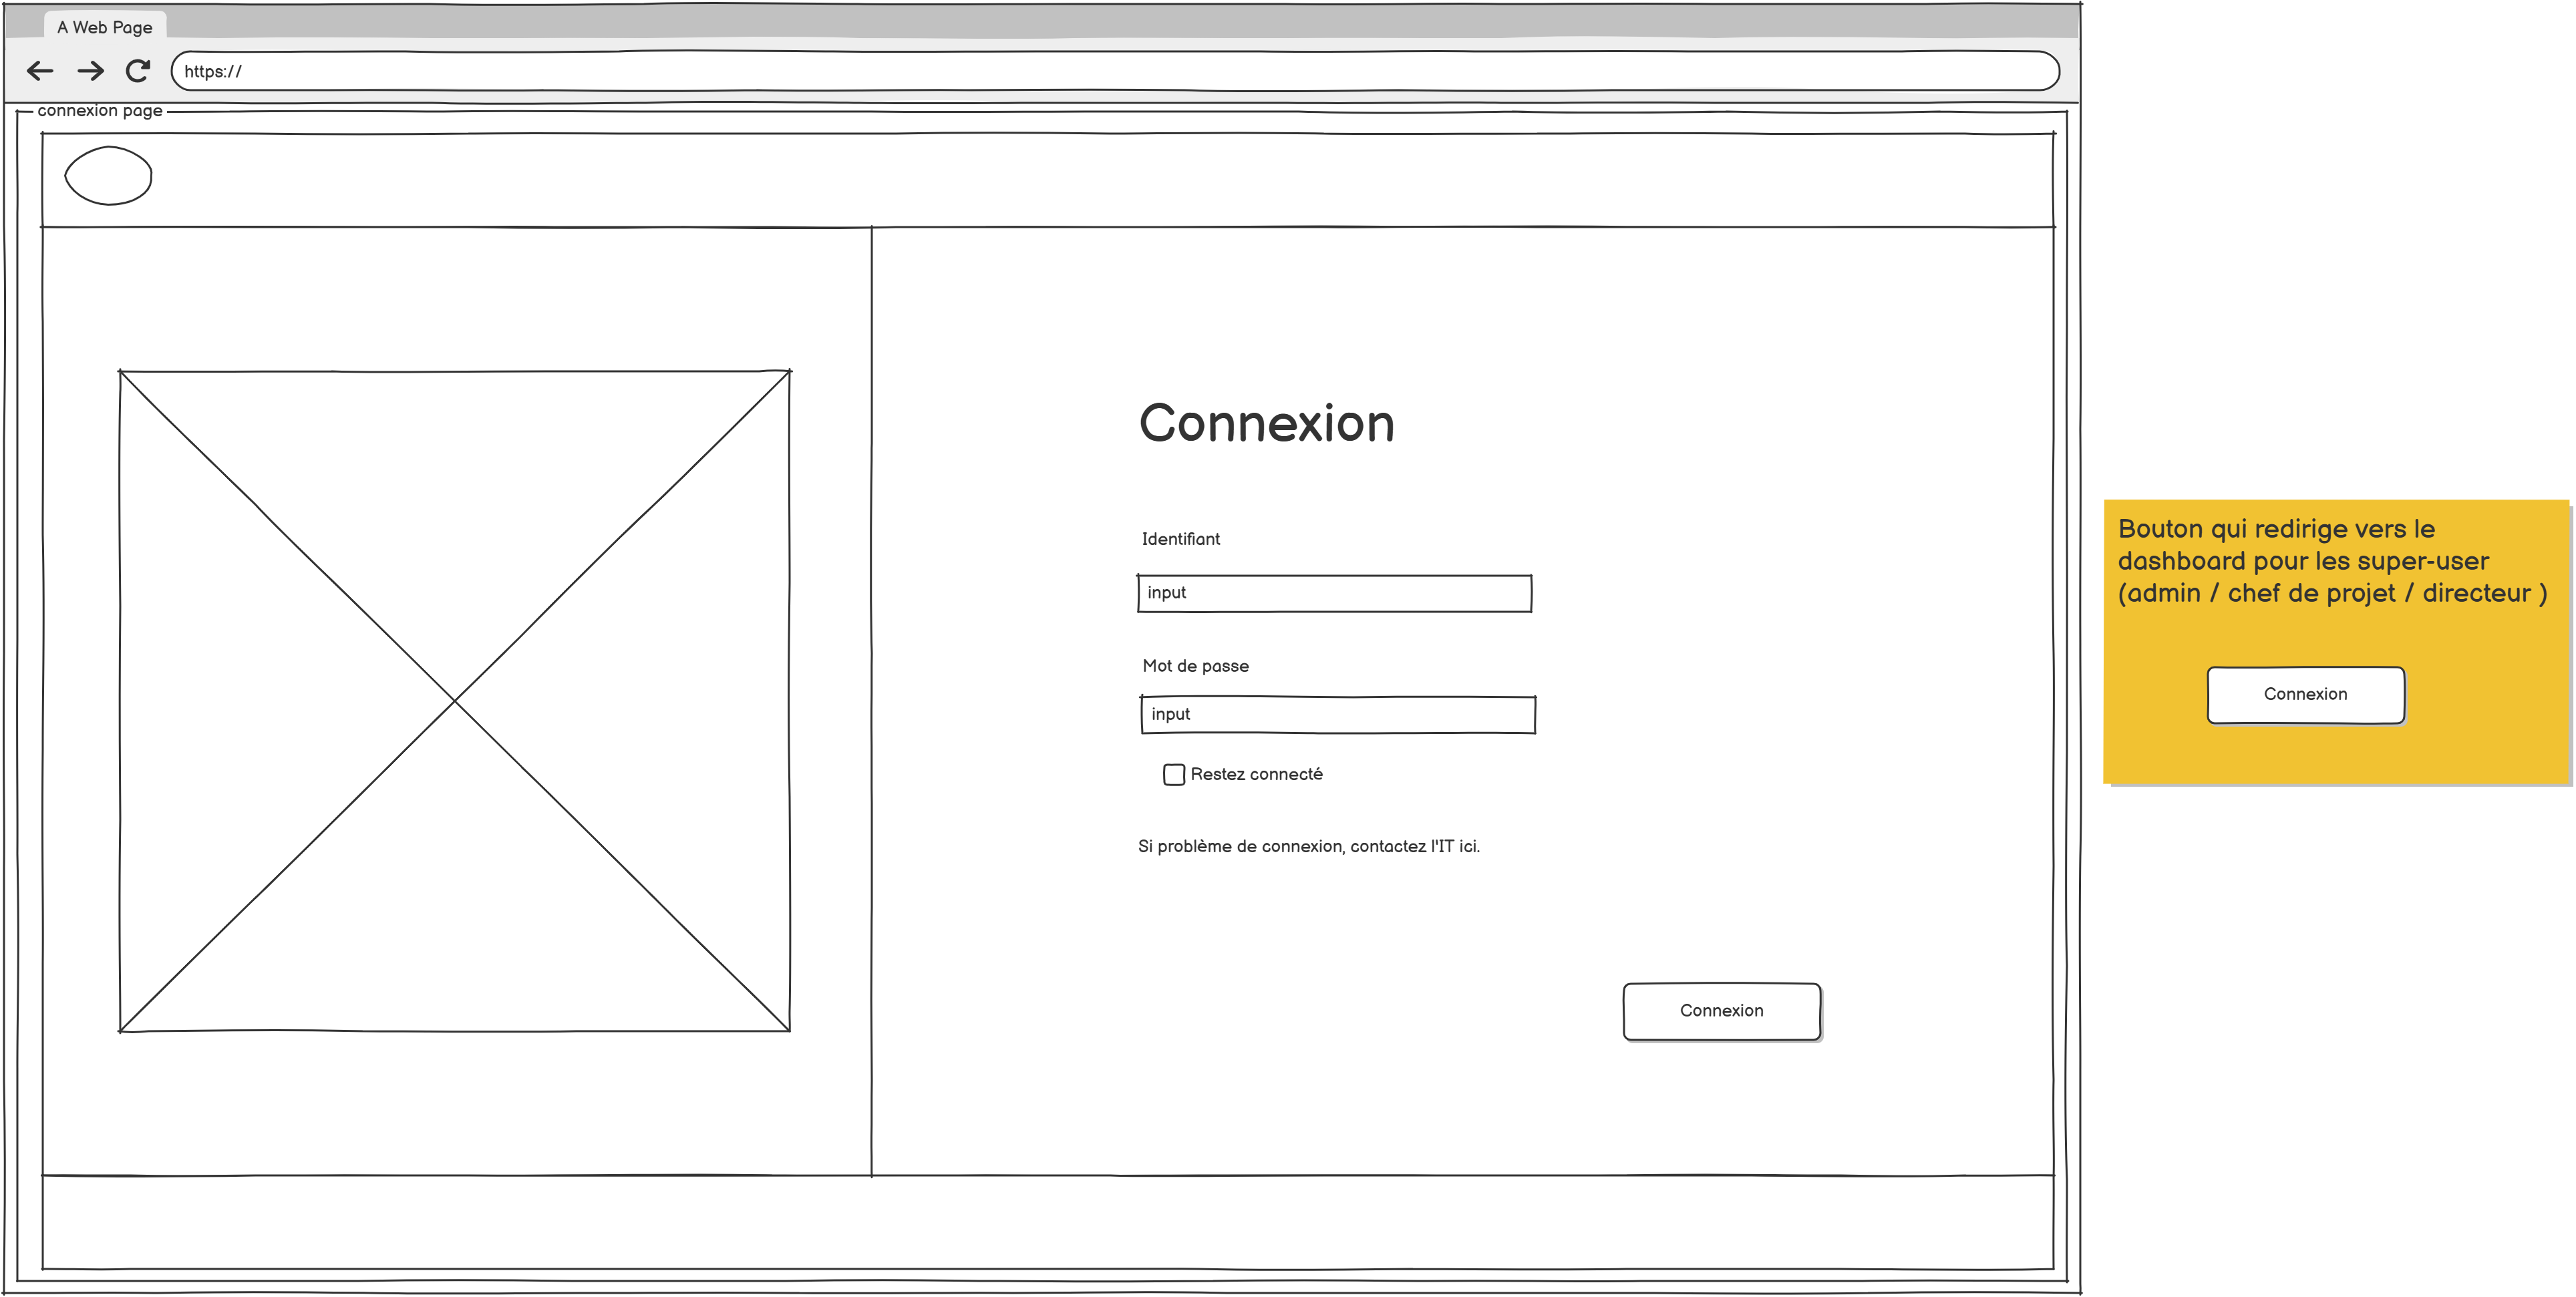 A Web Page
https://
connexion page
Connexion
Identifiant
input
Mot de passe
input
Restez connecté
Si problème de connexion, contactez l'IT ici.
Connexion
Bouton qui redirige vers le
dashboard pour les super-user
(admin / chef de projet / directeur )
Connexion